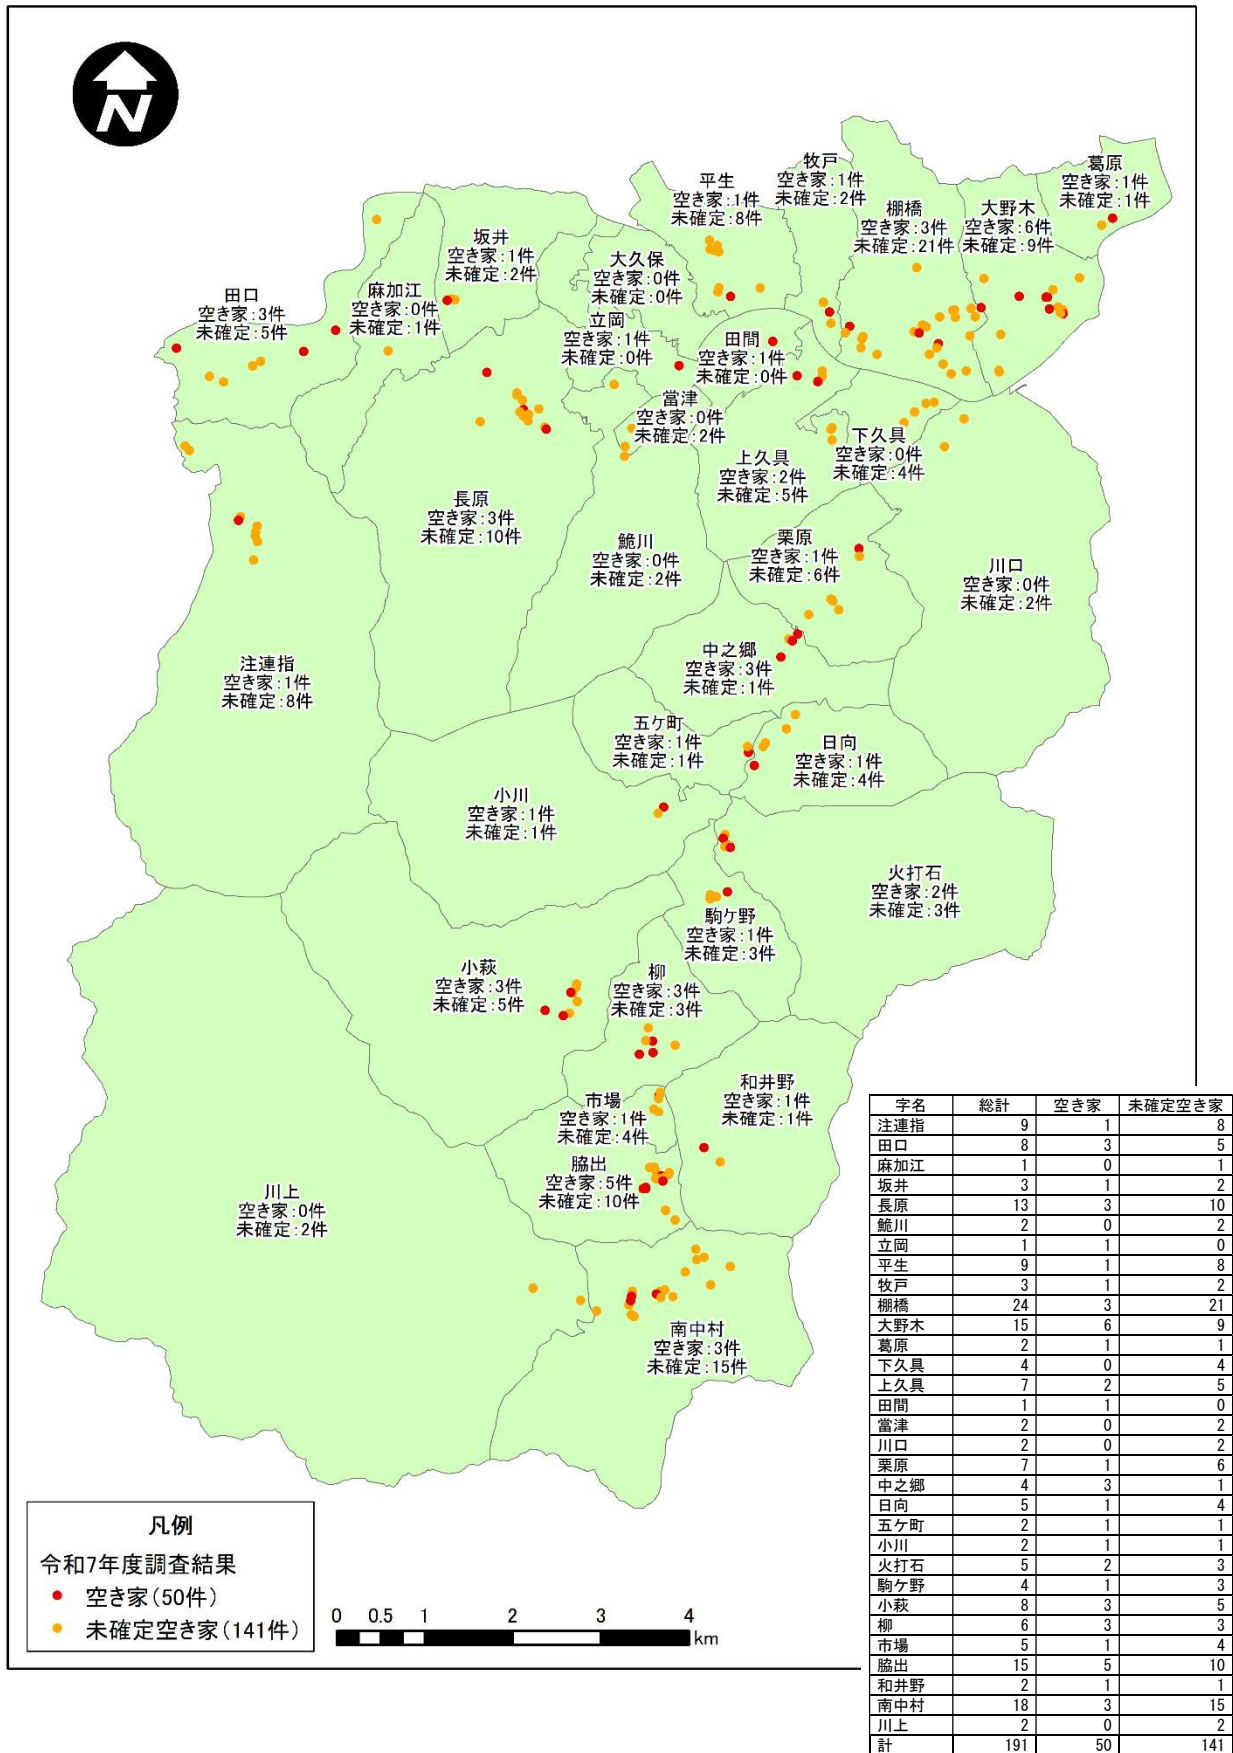 N
葛原
空き家:1件
未確定:1件
牧戸
空き家:1件
未確定:2件
平生
空き家:1件
未確定:8件
棚橋
空き家:3件
未確定:21件
大野木
空き家:6件
未確定:9件
坂井
空き家:1件
未確定:2件
大久保
空き家:0件
未確定:0件
田口
空き家:3件
未確定:5件
麻加江
空き家:0件
未確定:1件
立岡
空き家:1件
未確定:0件
田間
空き家:1件
未確定:0件
當津
空き家:0件
未確定:2件
下久具
空き家:0件
未確定:4件
上久具
空き家:2件
未確定:5件
長原
空き家:3件
未確定:10件
鮠川
空き家:0件
未確定:2件
栗原
空き家:1件
未確定:6件
川口
空き家:0件
未確定:2件
注連指
空き家:1件
未確定:8件
中之郷
空き家:3件
未確定:1件
五ケ町
空き家:1件
未確定:1件
日向
空き家:1件
未確定:4件
小川
空き家:1件
未確定:1件
火打石
空き家:2件
未確定:3件
駒ケ野
空き家:1件
未確定:3件
小萩
空き家:3件
未確定:5件
柳
空き家:3件
未確定:3件
和井野
空き家:1件
未確定:1件
市場
空き家:1件
未確定:4件
脇出
空き家:5件
未確定:10件
川上
空き家:0件
未確定:2件
南中村
空き家:3件
未確定:15件
凡例
令和7年度調査結果
空き家(50件)
未確定空き家(141件)
0 0.5 1 2 3 4
km
字名 総計 空き家 未確定空き家
注連指 9 1 8
田口 8 3 5
麻加江 1 0 1
坂井 3 1 2
長原 13 3 10
鮠川 2 0 2
立岡 1 1 0
平生 9 1 8
牧戸 3 1 2
棚橋 24 3 21
大野木 15 6 9
葛原 2 1 1
下久具 4 0 4
上久具 7 2 5
田間 1 1 0
當津 2 0 2
川口 2 0 2
栗原 7 1 6
中之郷 4 3 1
日向 5 1 4
五ケ町 2 1 1
小川 2 1 1
火打石 5 2 3
駒ケ野 4 1 3
小萩 8 3 5
柳 6 3 3
市場 5 1 4
脇出 15 5 10
和井野 2 1 1
南中村 18 3 15
川上 2 0 2
計 191 50 141